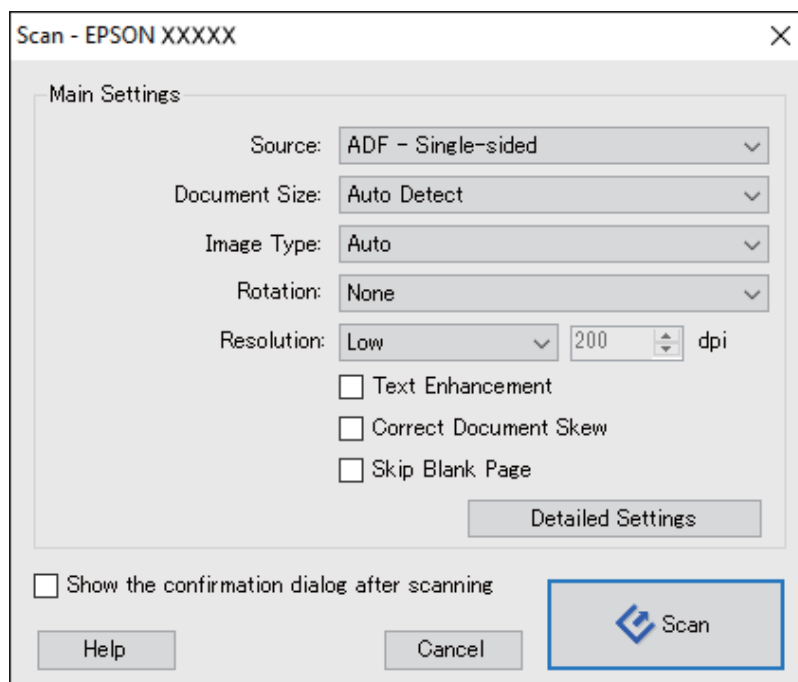 Scan - EPSON XXXXX
Main Settings
Source: ADF - Single-sided
Document Size: Auto Detect
Image Type: Auto
Rotation: None
Resolution: Low 200 dpi
Text Enhancement
Correct Document Skew
Skip Blank Page
Detailed Settings
Show the confirmation dialog after scanning
Help Cancel Scan